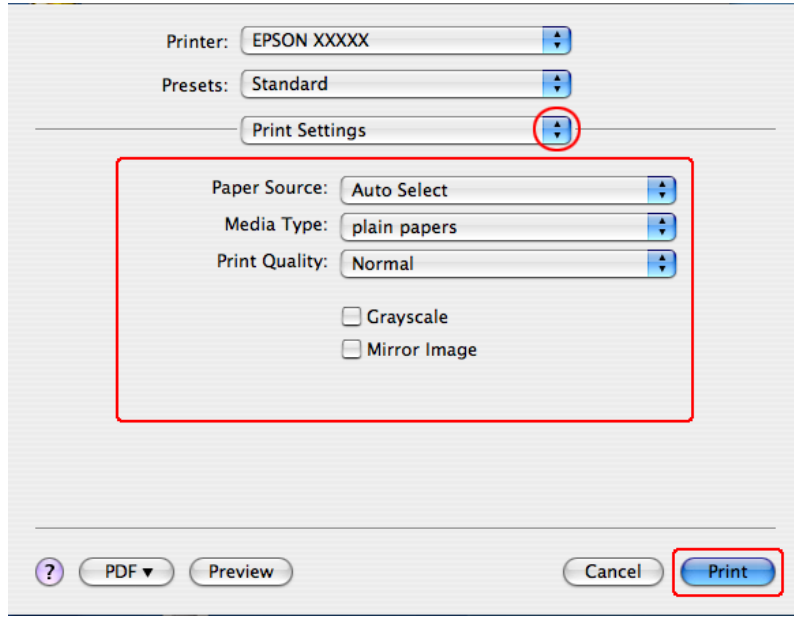 Printer: EPSON XXXXX
Presets: Standard
Print Settings
Paper Source: Auto Select
Media Type: plain papers
Print Quality: Normal
Grayscale
Mirror Image
? PDF ▼ Preview Cancel Print